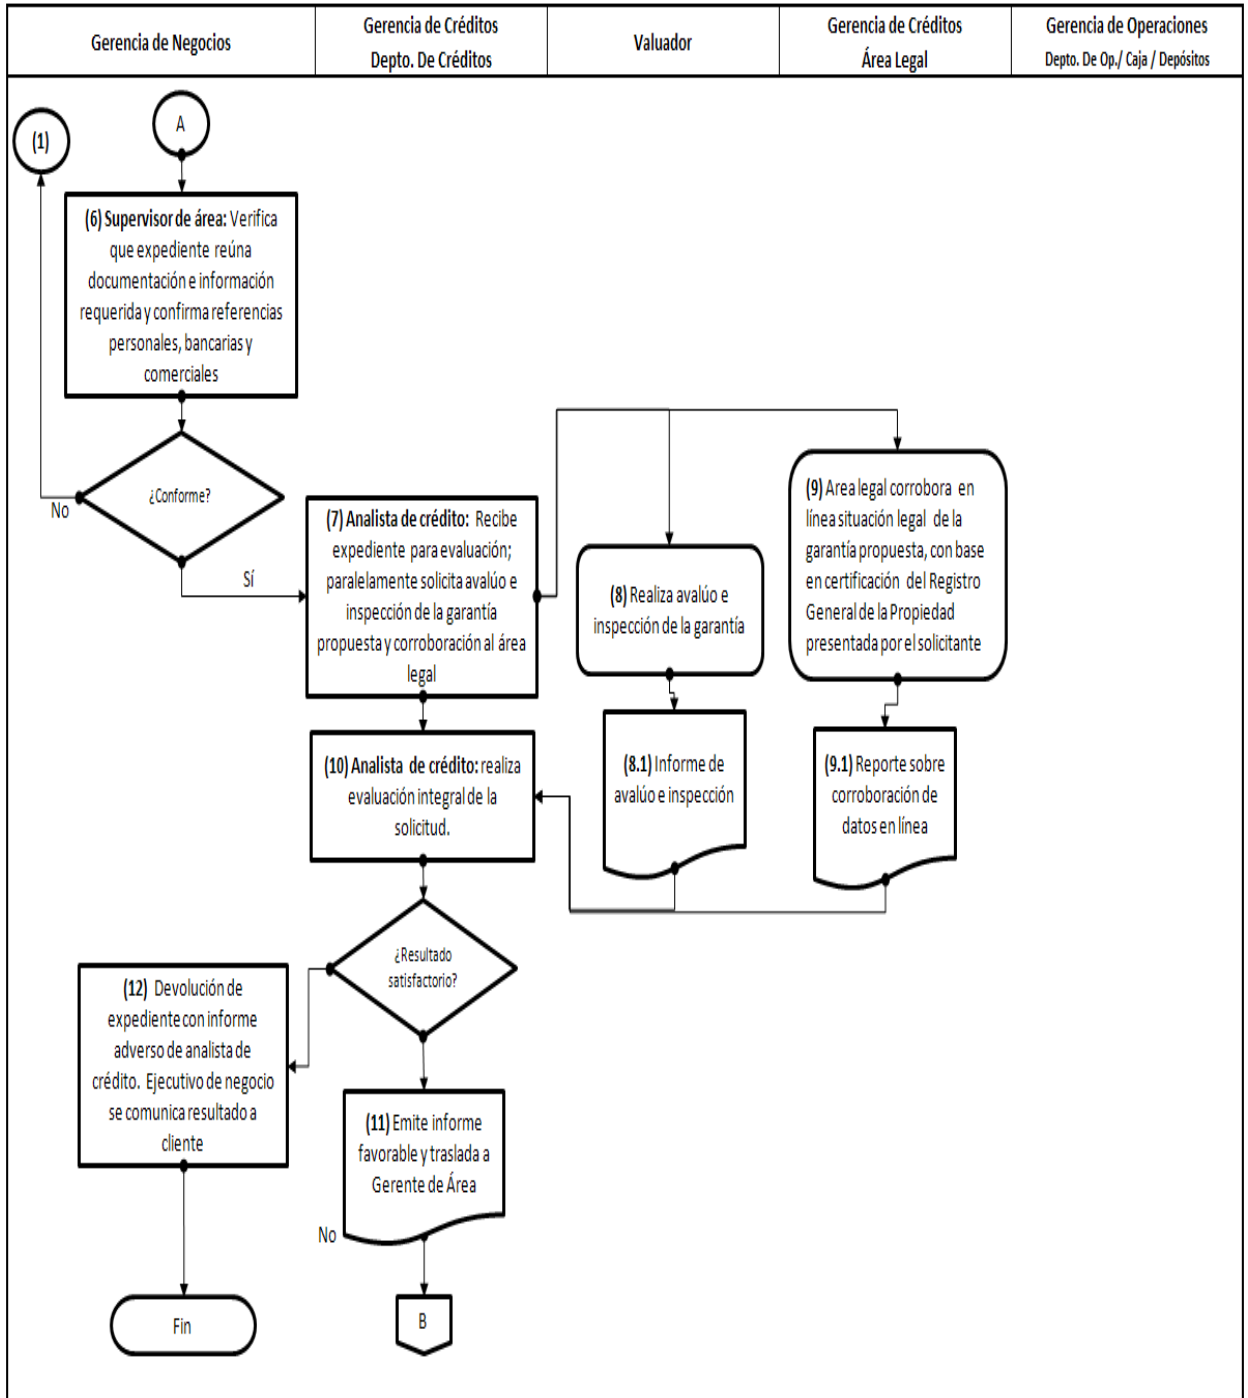 Gerencia de Negocios
Gerencia de Créditos
Depto. De Créditos
Valuador
Gerencia de Créditos
Área Legal
Gerencia de Operaciones
Depto. De Op./ Caja / Depósitos
(1)
A
(6) Supervisor de área: Verifica
que expediente reúna
documentación e información
requerida y confirma referencias
personales, bancarias y
comerciales
¿Conforme?
No
Sí
(7) Analista de crédito: Recibe
expediente para evaluación;
paralelamente solicita avalúo e
inspección de la garantía
propuesta y corroboración al área
legal
(8) Realiza avalúo e
inspección de la garantía
(9) Area legal corrobora en
línea situación legal de la
garantía propuesta, con base
en certificación del Registro
General de la Propiedad
presentada por el solicitante
(10) Analista de crédito: realiza
evaluación integral de la
solicitud.
(8.1) Informe de
avalúo e inspección
(9.1) Reporte sobre
corroboración de
datos en línea
¿Resultado
satisfactorio?
(12) Devolución de
expediente con informe
adverso de analista de
crédito. Ejecutivo de negocio
se comunica resultado a
cliente
(11) Emite informe
favorable y traslada a
Gerente de Área
No
Fin
B